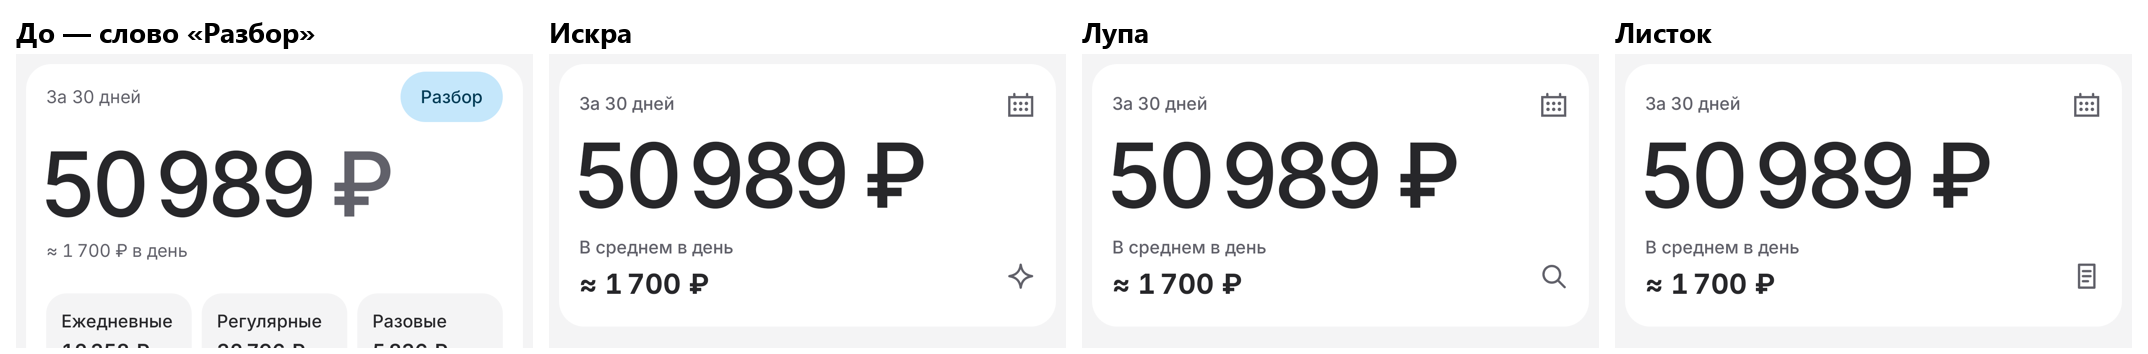 До — слово «Разбор»
За 30 дней
Разбор
50 989 ₽
≈ 1 700 ₽ в день
Ежедневные
Регулярные
Разовые
Искра
За 30 дней
50 989 ₽
В среднем в день
≈ 1 700 ₽
Лупа
За 30 дней
50 989 ₽
В среднем в день
≈ 1 700 ₽
Листок
За 30 дней
50 989 ₽
В среднем в день
≈ 1 700 ₽